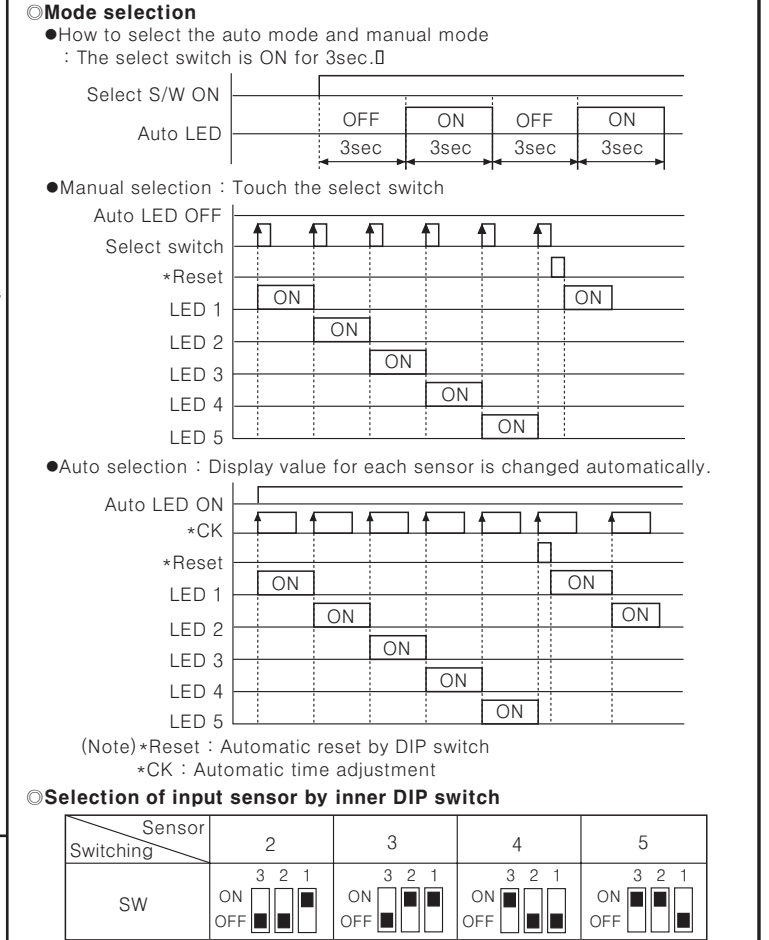 ◎Mode selection
●How to select the auto mode and manual mode
: The select switch is ON for 3sec.▯
Select S/W ON
Auto LED
OFF ON OFF ON
3sec 3sec 3sec 3sec
●Manual selection : Touch the select switch
Auto LED OFF
Select switch
*Reset
LED 1 ON ON
LED 2 ON
LED 3 ON
LED 4 ON
LED 5 ON
●Auto selection : Display value for each sensor is changed automatically.
Auto LED ON
*CK
*Reset
LED 1 ON ON
LED 2 ON ON
LED 3 ON
LED 4 ON
LED 5 ON
(Note)*Reset : Automatic reset by DIP switch
*CK : Automatic time adjustment
◎Selection of input sensor by inner DIP switch
Sensor
Switching
2 3 4 5
SW
3 2 1 3 2 1 3 2 1 3 2 1
ON ON ON ON
OFF OFF OFF OFF